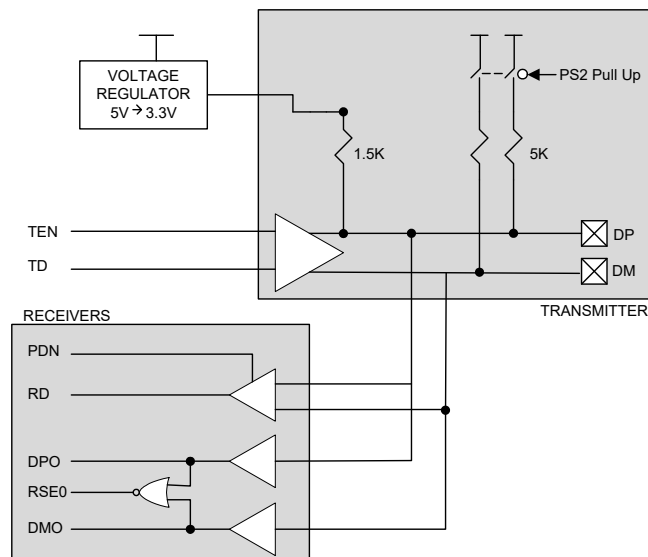 VOLTAGE
REGULATOR
5V → 3.3V
PS2 Pull Up
1.5K
5K
TEN
TD
DP
DM
TRANSMITTER
RECEIVERS
PDN
RD
DPO
RSE0
DMO